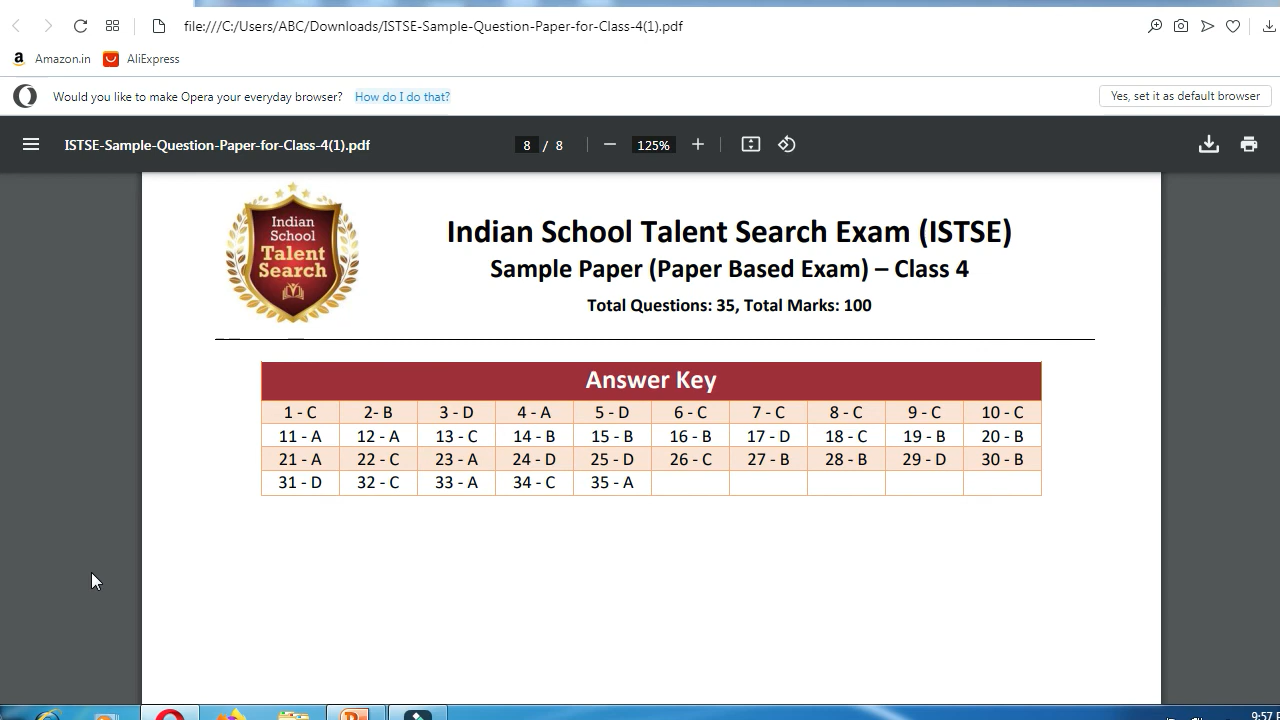 file:///C:/Users/ABC/Downloads/ISTSE-Sample-Question-Paper-for-Class-4(1).pdf
a Amazon.in AliExpress
Would you like to make Opera your everyday browser? How do I do that? Yes, set it as default browser
ISTSE-Sample-Question-Paper-for-Class-4(1).pdf 8 / 8 125%
Indian
School
Talent
Search
Indian School Talent Search Exam (ISTSE)
Sample Paper (Paper Based Exam) – Class 4
Total Questions: 35, Total Marks: 100
Answer Key
1 - C 2- B 3 - D 4 - A 5 - D 6 - C 7 - C 8 - C 9 - C 10 - C
11 - A 12 - A 13 - C 14 - B 15 - B 16 - B 17 - D 18 - C 19 - B 20 - B
21 - A 22 - C 23 - A 24 - D 25 - D 26 - C 27 - B 28 - B 29 - D 30 - B
31 - D 32 - C 33 - A 34 - C 35 - A
9:57